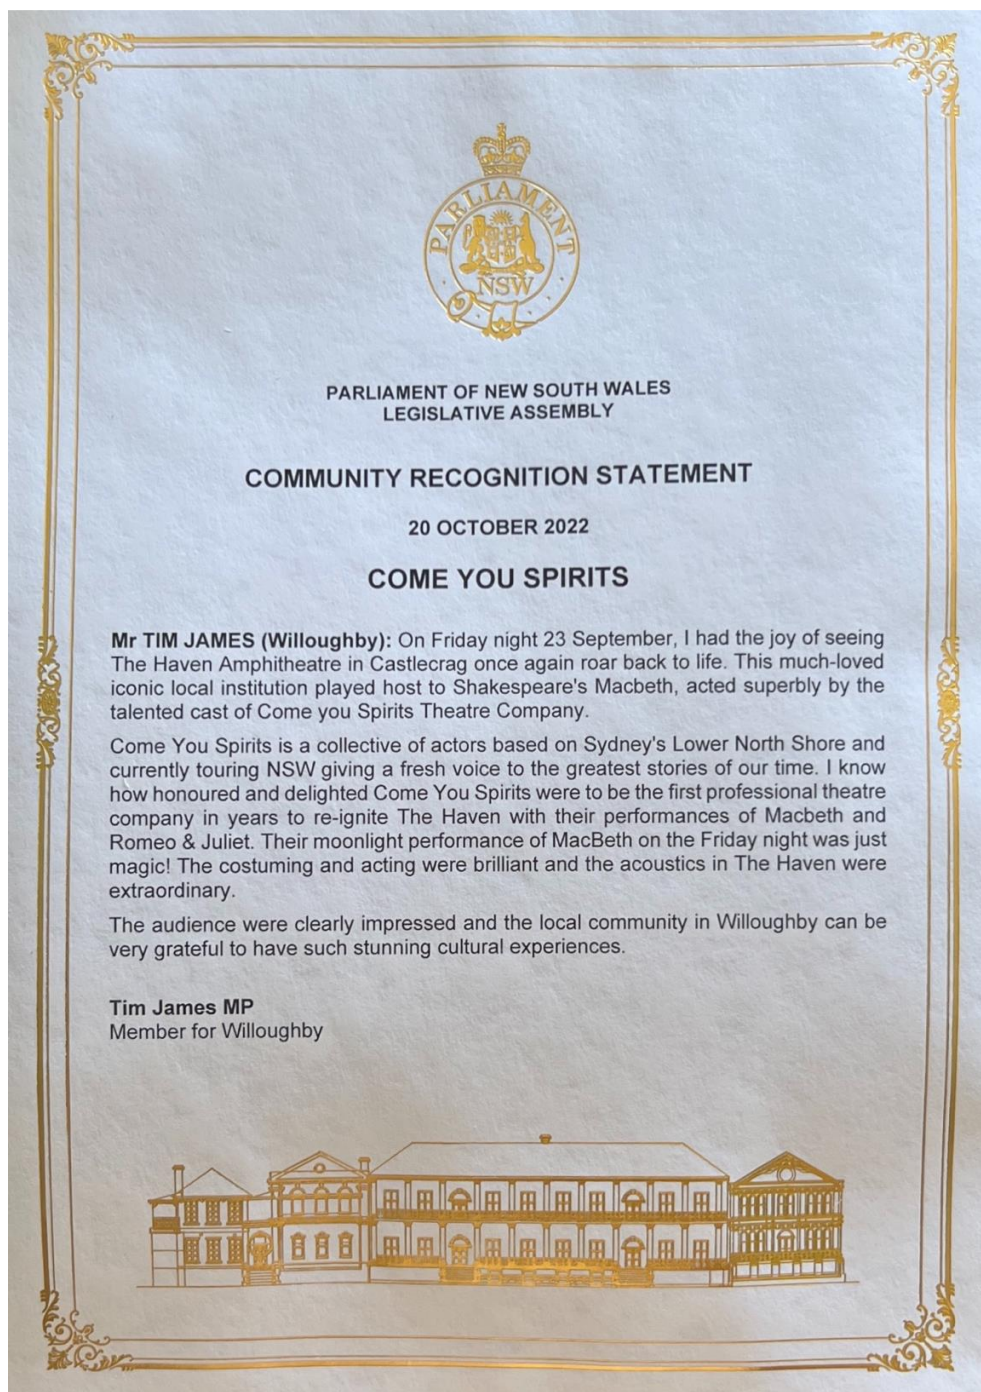 PARLIAMENT
NSW
PARLIAMENT OF NEW SOUTH WALES
LEGISLATIVE ASSEMBLY
COMMUNITY RECOGNITION STATEMENT
20 OCTOBER 2022
COME YOU SPIRITS
Mr TIM JAMES (Willoughby): On Friday night 23 September, I had the joy of seeing
The Haven Amphitheatre in Castlecrag once again roar back to life. This much-loved
iconic local institution played host to Shakespeare's Macbeth, acted superbly by the
talented cast of Come you Spirits Theatre Company.
Come You Spirits is a collective of actors based on Sydney's Lower North Shore and
currently touring NSW giving a fresh voice to the greatest stories of our time. I know
how honoured and delighted Come You Spirits were to be the first professional theatre
company in years to re-ignite The Haven with their performances of Macbeth and
Romeo & Juliet. Their moonlight performance of MacBeth on the Friday night was just
magic! The costuming and acting were brilliant and the acoustics in The Haven were
extraordinary.
The audience were clearly impressed and the local community in Willoughby can be
very grateful to have such stunning cultural experiences.
Tim James MP
Member for Willoughby